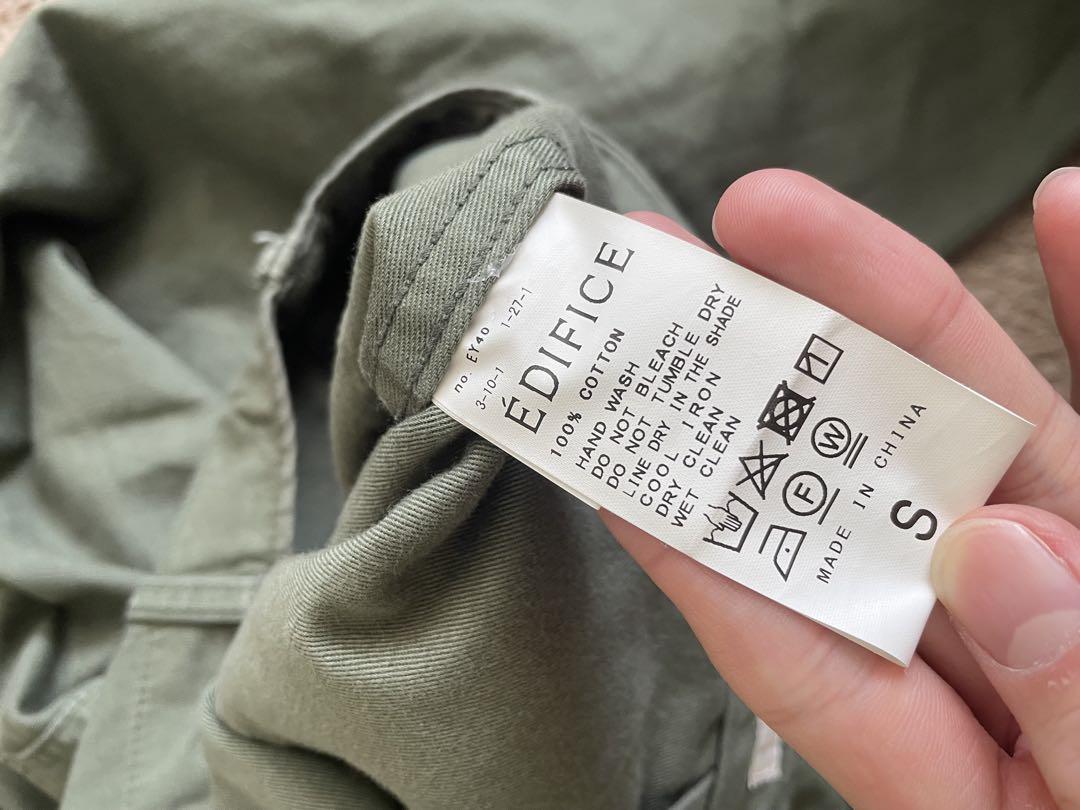 no. EY40
3-10-1 1-27-1
ÉDIFICE
100% COTTON
HAND WASH
DO NOT BLEACH
DO NOT TUMBLE DRY
LINE DRY IN THE SHADE
COOL IRON
DRY CLEAN
WET CLEAN
F W
MADE IN CHINA
S